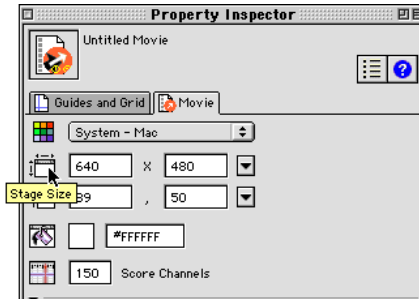 Property Inspector
Untitled Movie
?
Guides and Grid Movie
System - Mac
640 x 480
Stage Size 89 , 50
#FFFFFF
150 Score Channels